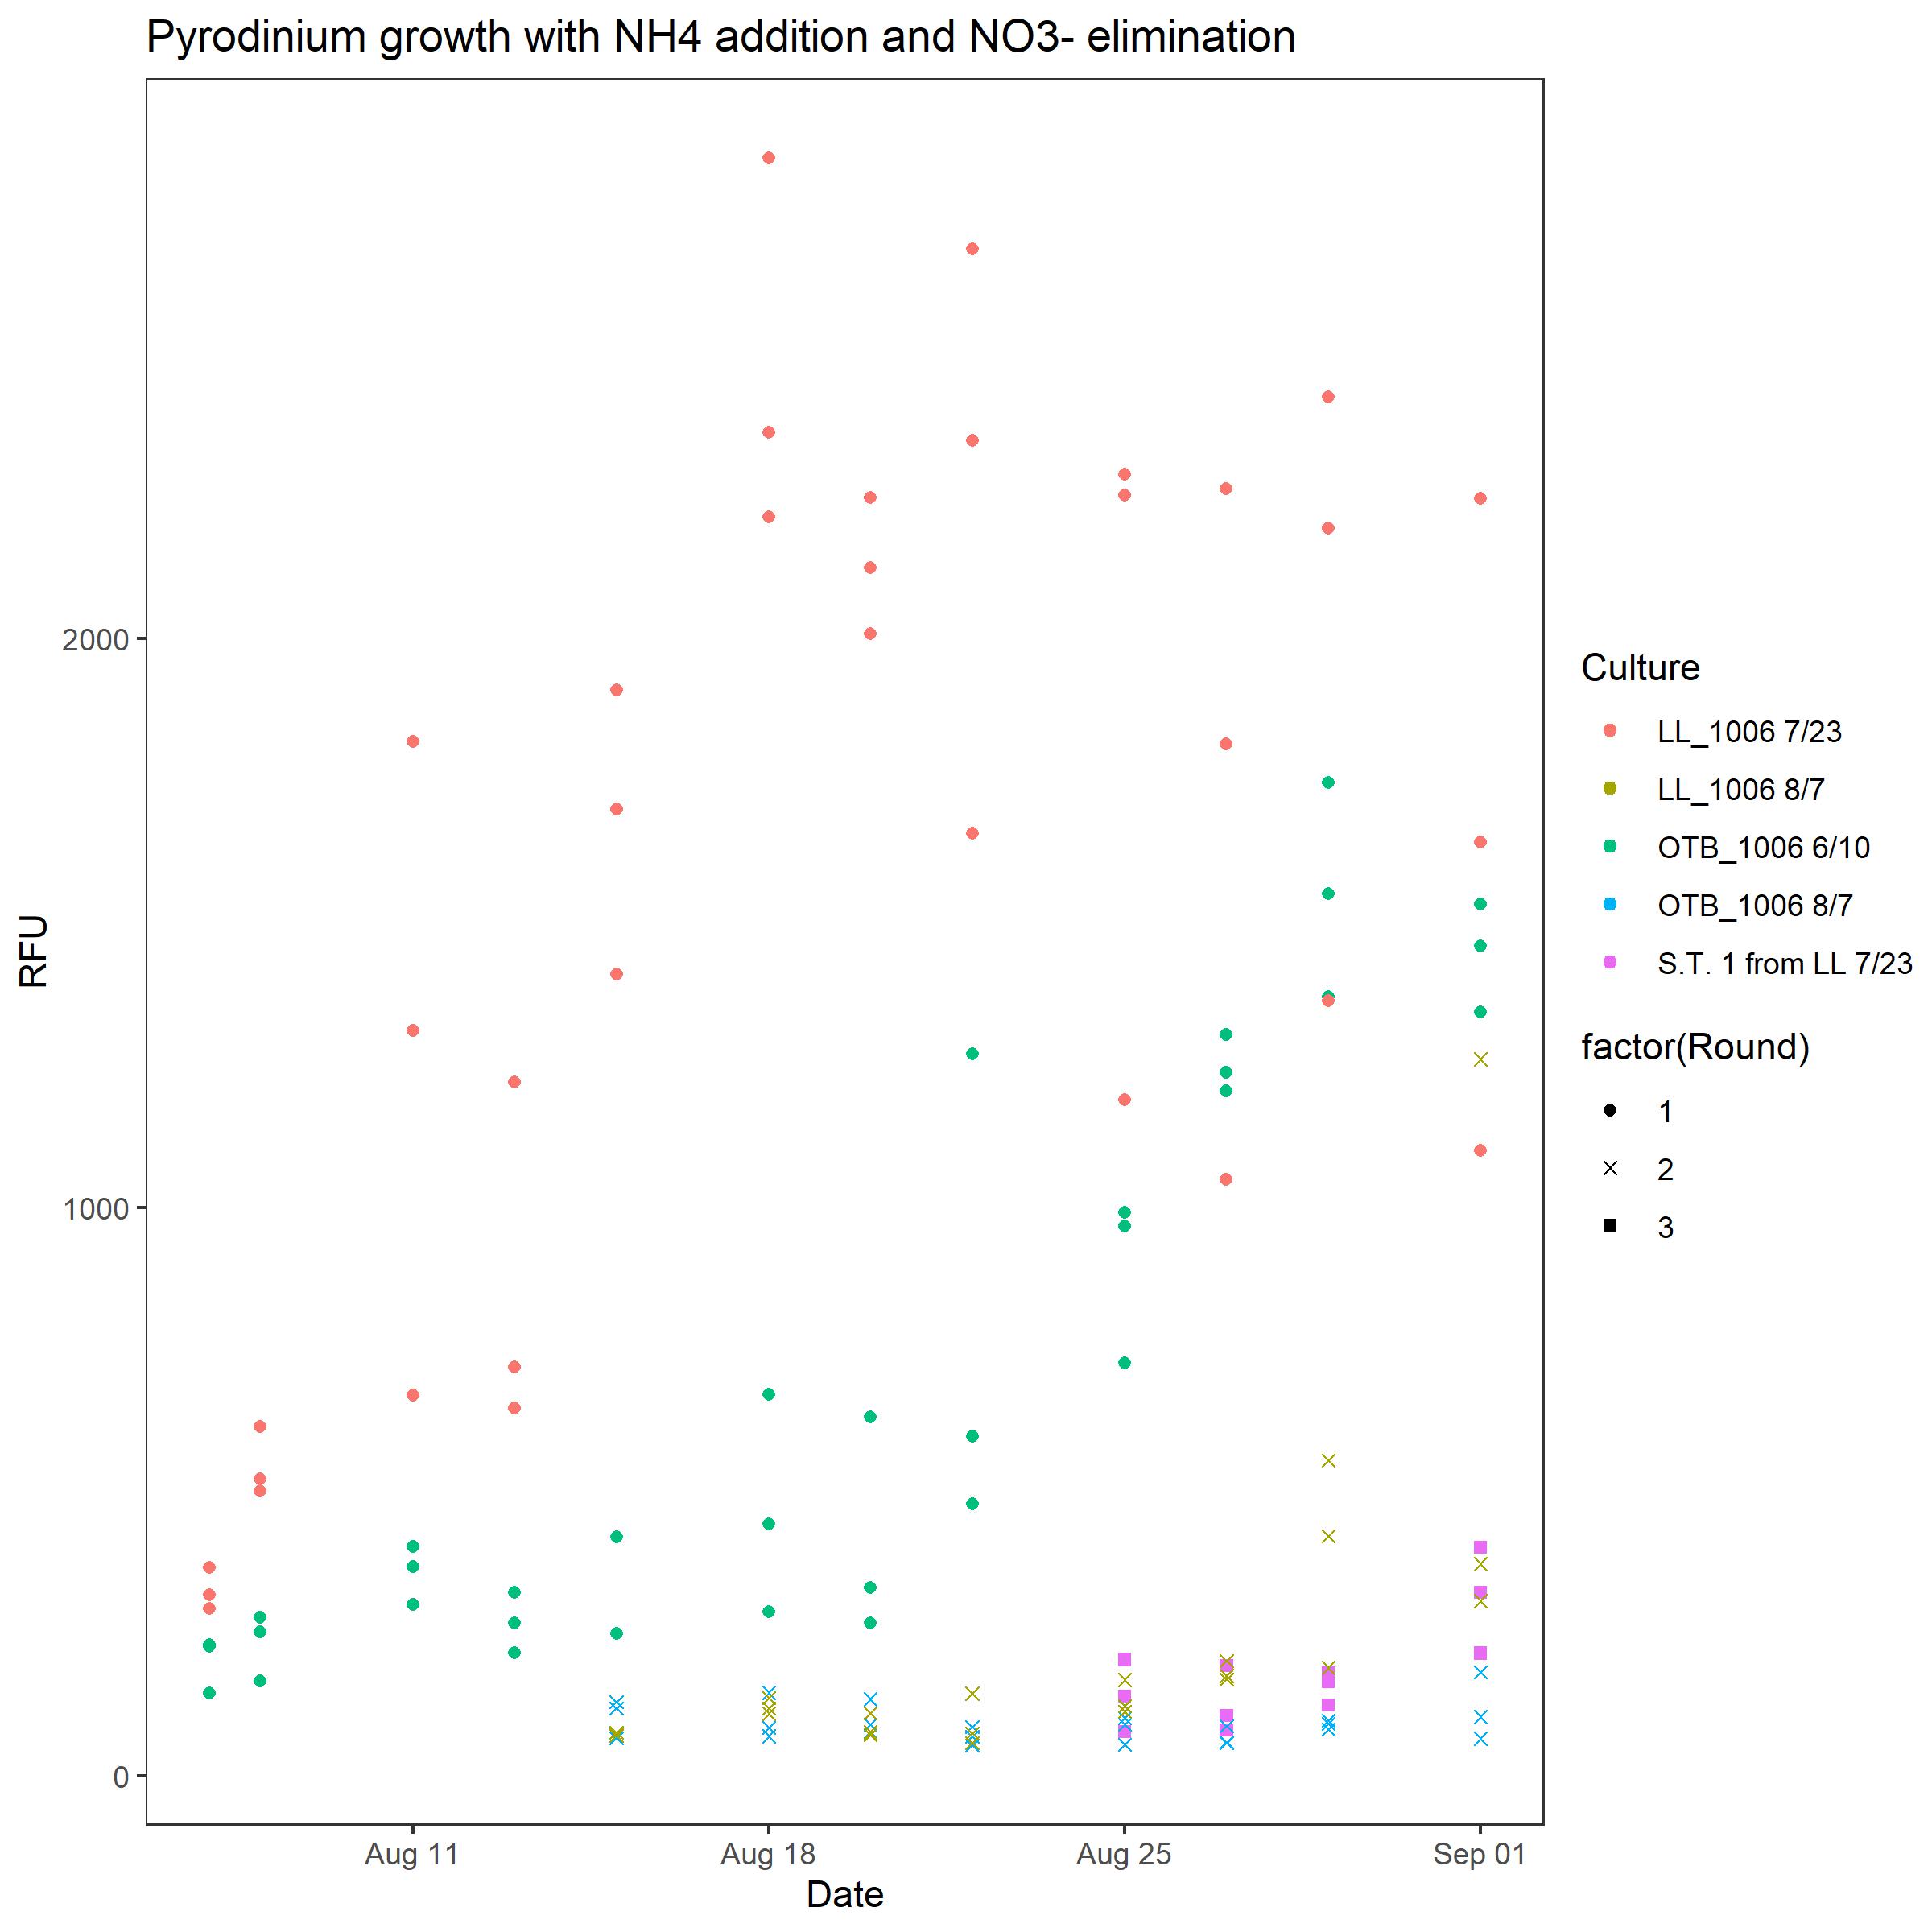 Pyrodinium growth with NH4 addition and NO3- elimination
RFU
2000
1000
0
Aug 11
Aug 18
Aug 25
Sep 01
Date
Culture
LL_1006 7/23
LL_1006 8/7
OTB_1006 6/10
OTB_1006 8/7
S.T. 1 from LL 7/23
factor(Round)
1
2
3